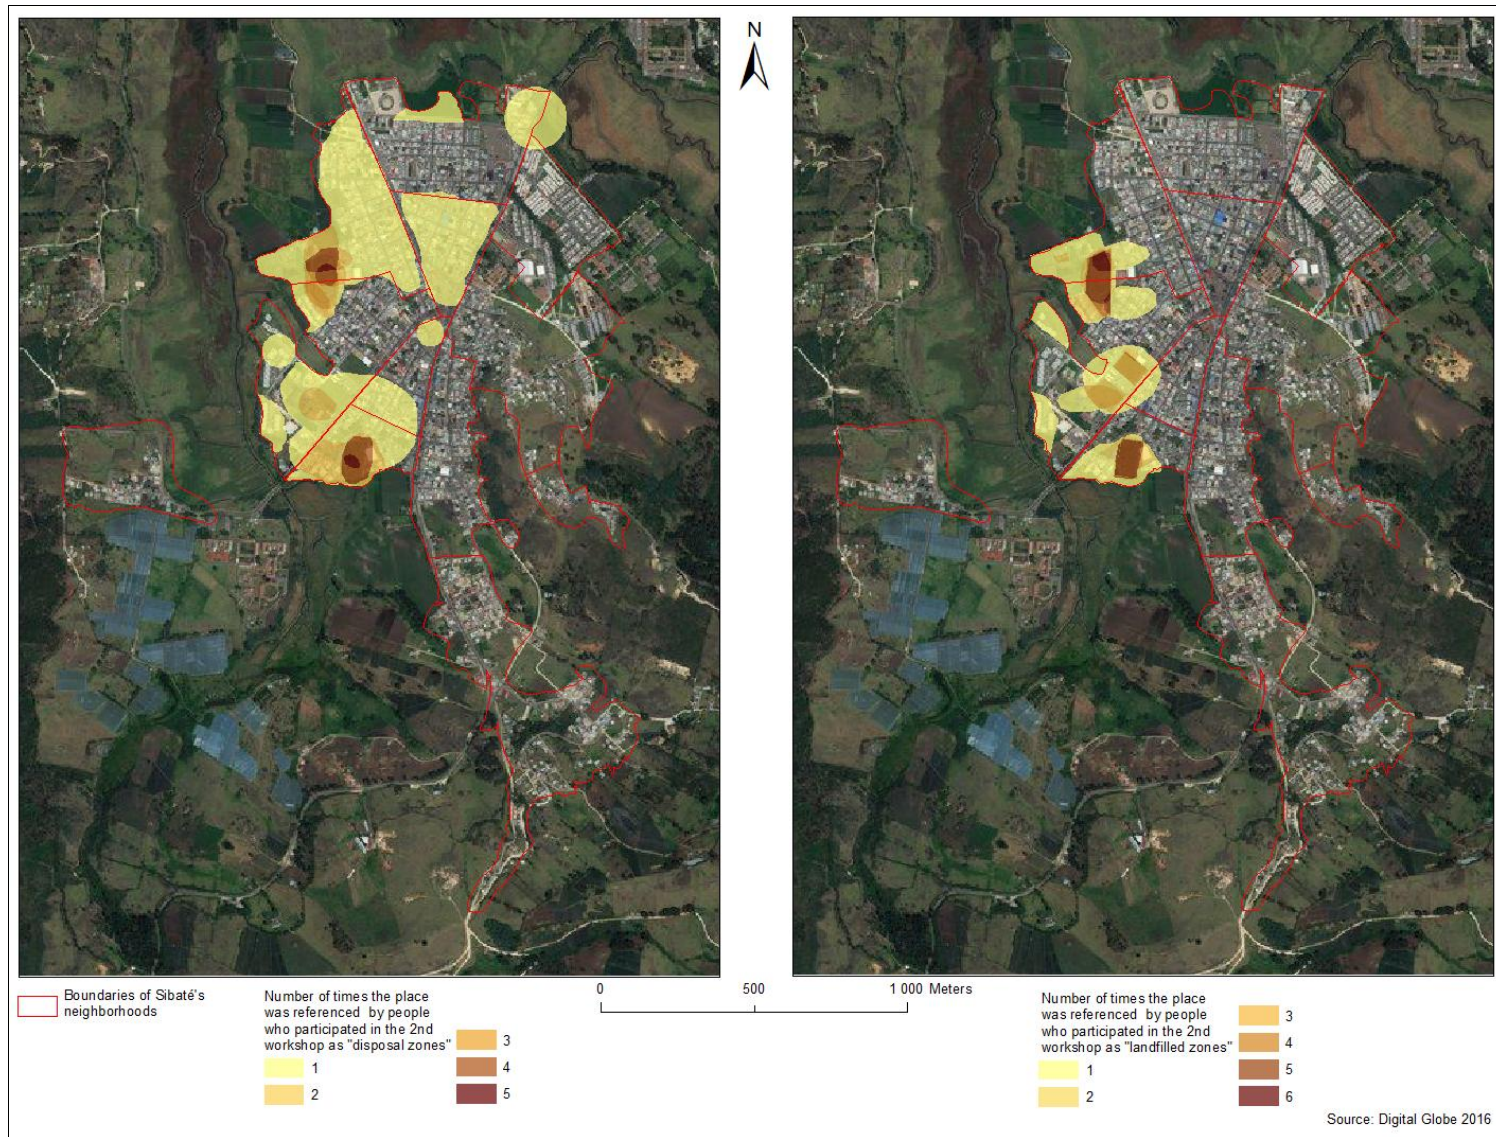 N
Boundaries of Sibaté's
neighborhoods
Number of times the place
was referenced by people
who participated in the 2nd
workshop as "disposal zones"
1
2
3
4
5
0 500 1 000 Meters
Number of times the place
was referenced by people
who participated in the 2nd
workshop as "landfilled zones"
1
2
3
4
5
6
Source: Digital Globe 2016